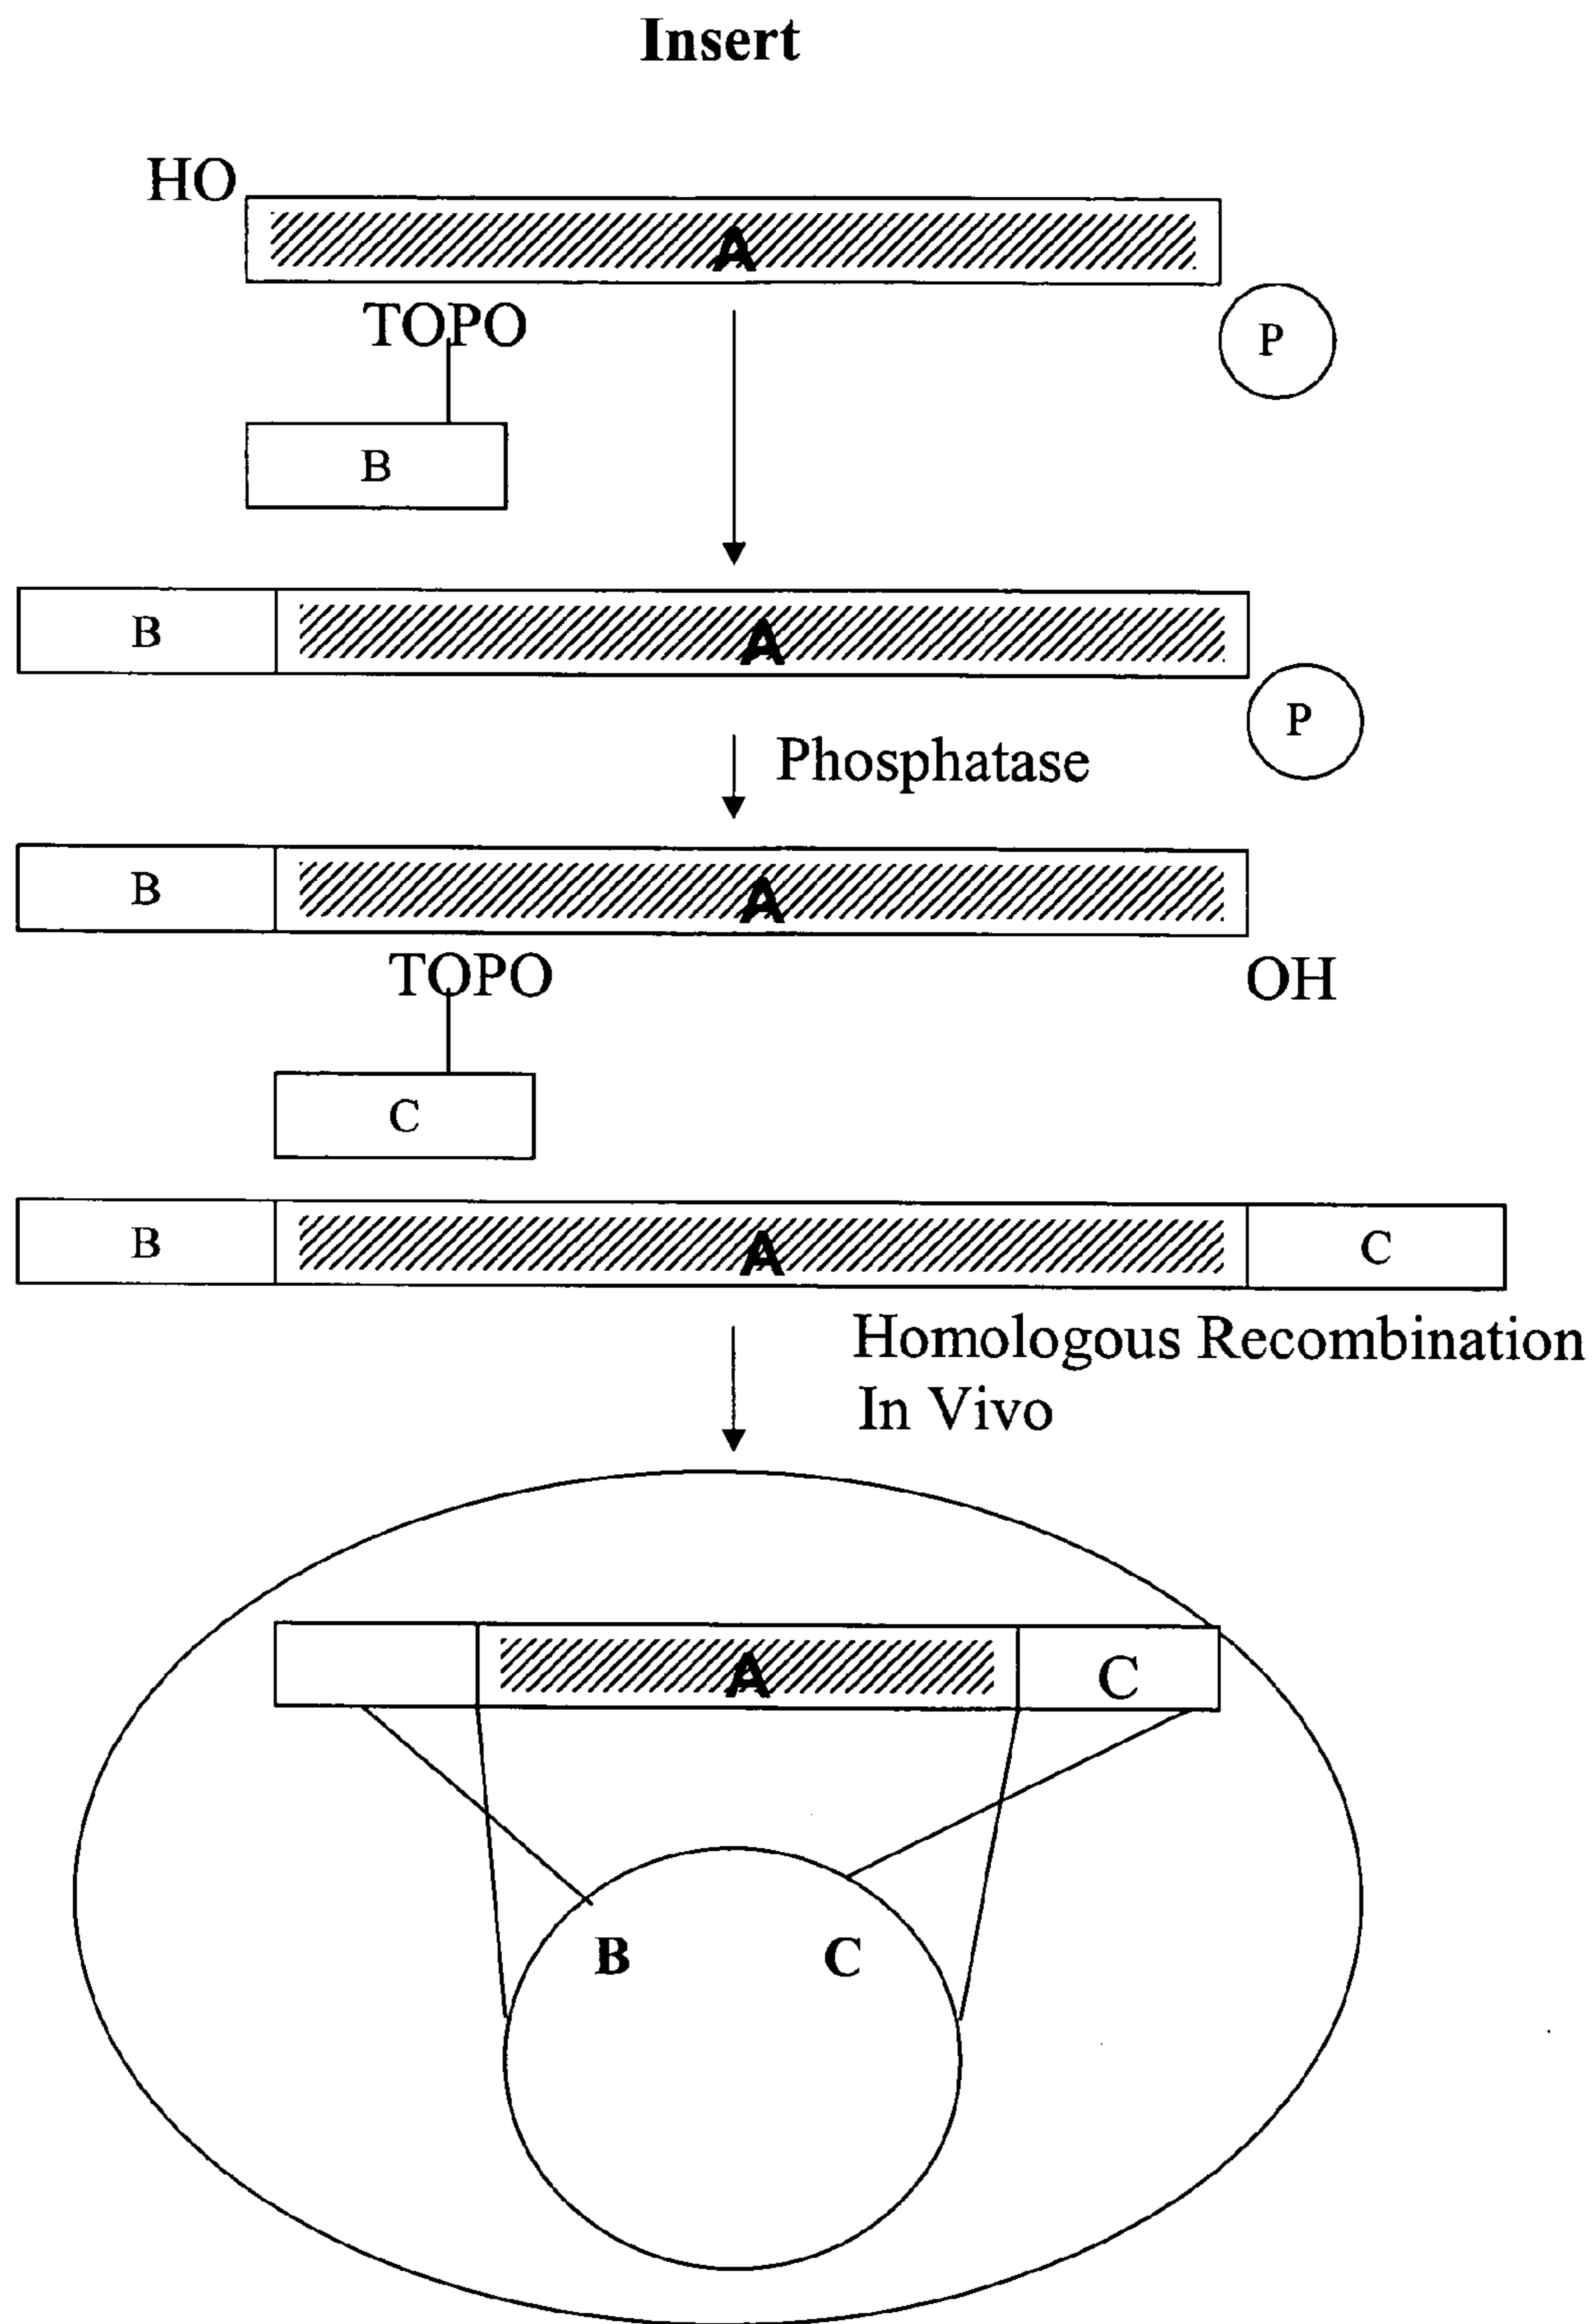 Insert
HO
A
TOPO
P
B
B
A
P
Phosphatase
B
A
TOPO
OH
C
B
A
C
Homologous Recombination
In Vivo
A
C
B
C